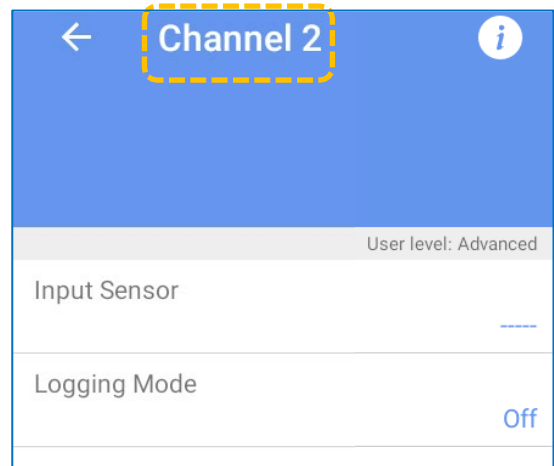 Channel 2
i
User level: Advanced
Input Sensor
-----
Logging Mode
Off